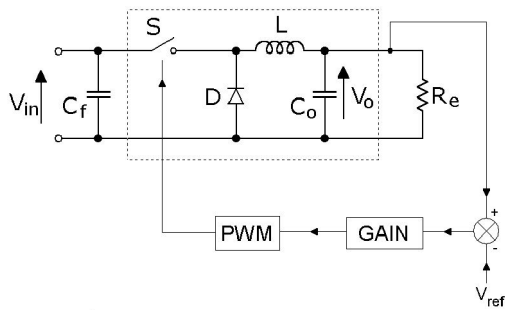 S
L
V_in
C_f
D
C_o
V_o
R_e
+
-
PWM
GAIN
V_ref